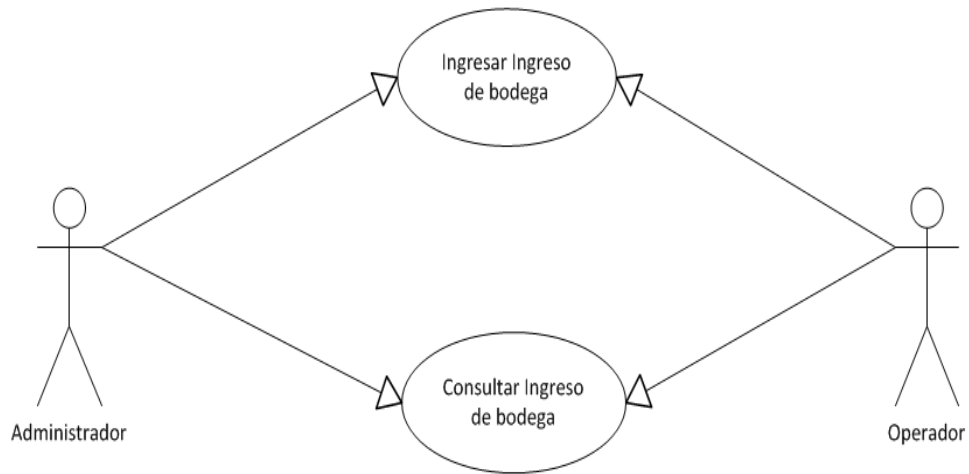 Ingresar Ingreso
de bodega
Consultar Ingreso
de bodega
Administrador
Operador